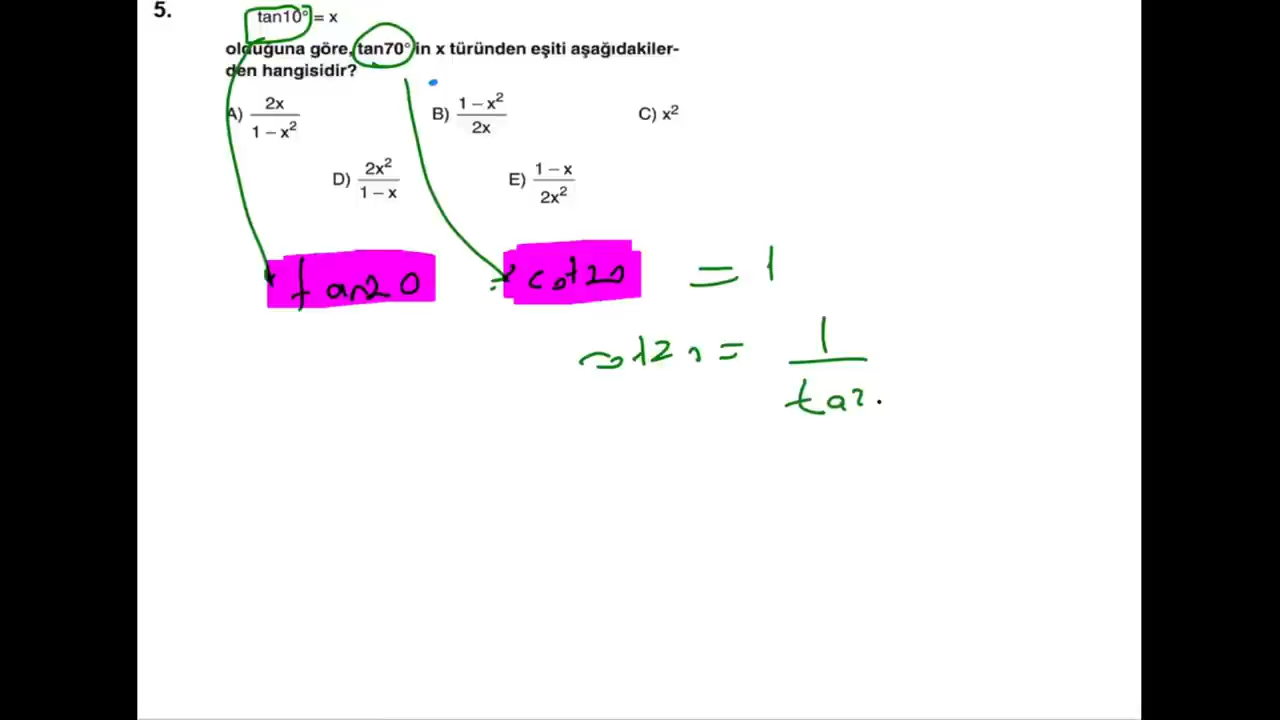 5.
tan10° = x
olduğuna göre, tan70° in x türünden eşiti aşağıdakiler-
den hangisidir?
A) 2x / 1 – x² B) 1 – x² / 2x C) x²
D) 2x² / 1 – x E) 1 – x / 2x²
tan20 . cot20 = 1
cot20 = 1 / ta